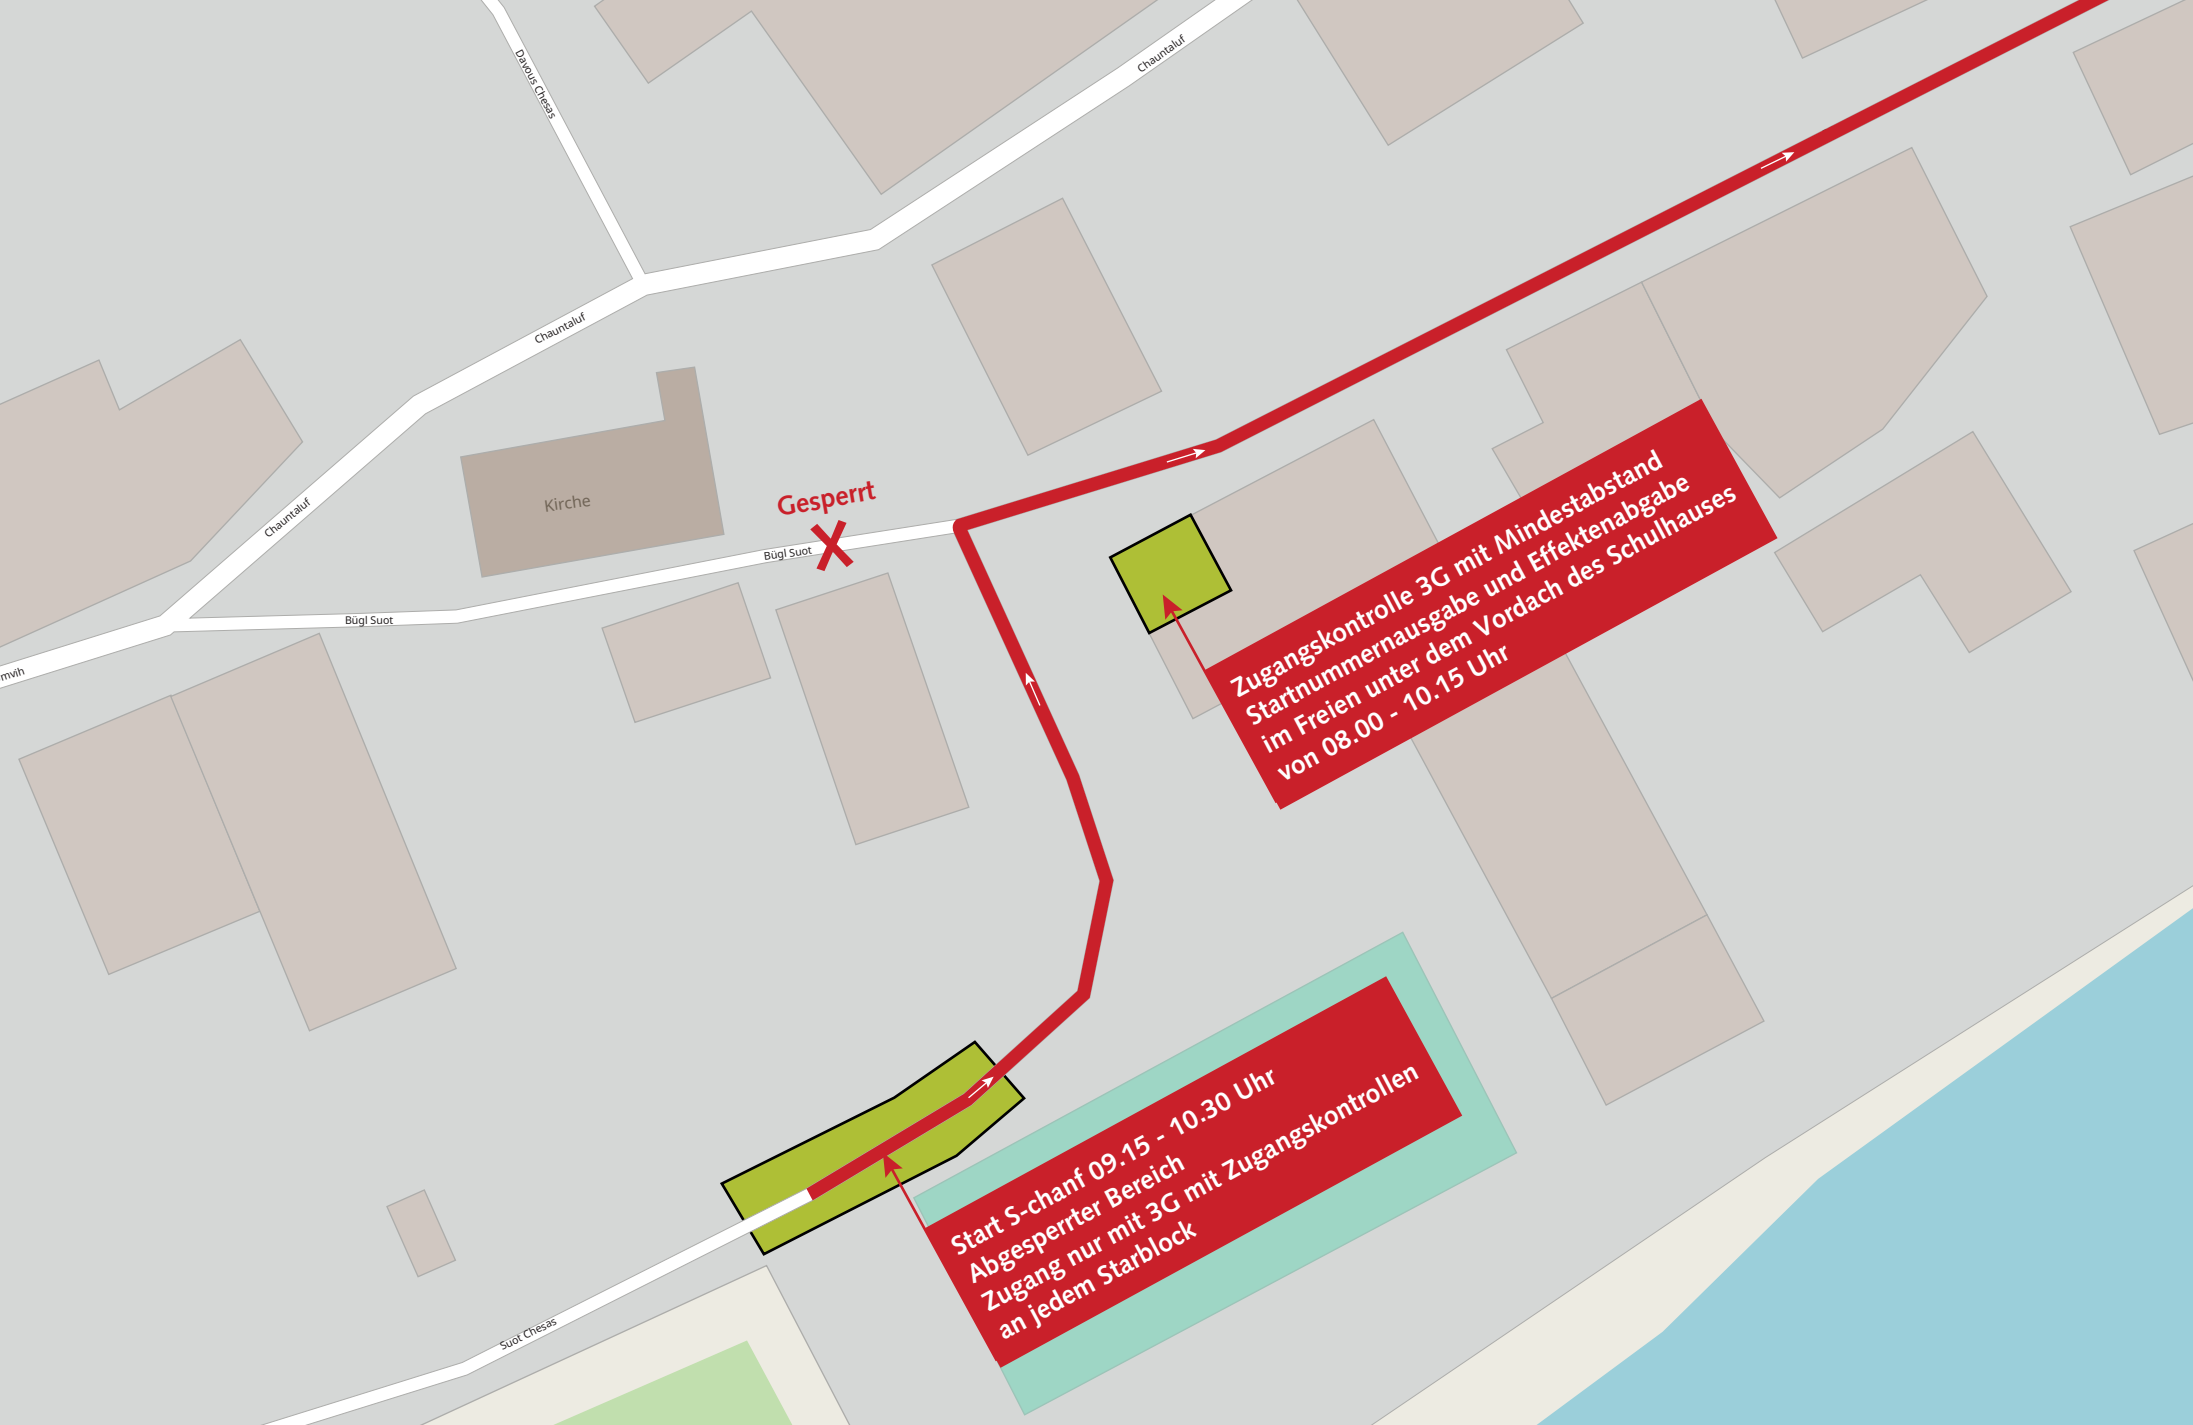 Davous Chesas
Chauntaluf
Chauntaluf
Chauntaluf
Kirche
Gesperrt
Bügl Suot
Bügl Suot
mvih
Zugangskontrolle 3G mit Mindestabstand
Startnummernausgabe und Effektenabgabe
im Freien unter dem Vordach des Schulhauses
von 08.00 - 10.15 Uhr
Start S-chanf 09.15 - 10.30 Uhr
Abgesperrter Bereich
Zugang nur mit 3G mit Zugangskontrollen
an jedem Starblock
Suot Chesas